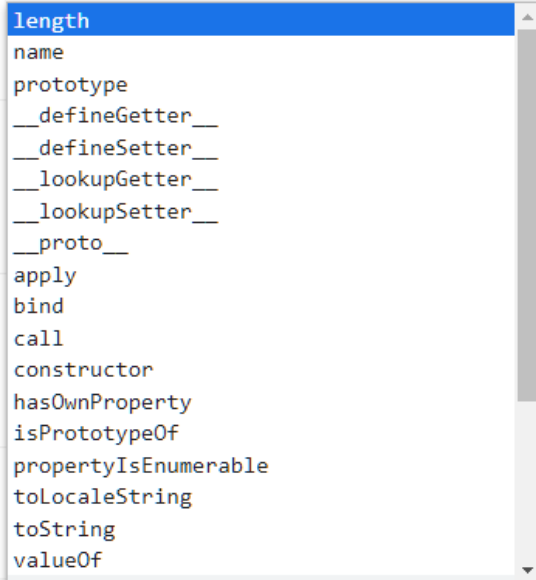 length
name
prototype
__defineGetter__
__defineSetter__
__lookupGetter__
__lookupSetter__
__proto__
apply
bind
call
constructor
hasOwnProperty
isPrototypeOf
propertyIsEnumerable
toLocaleString
toString
valueOf